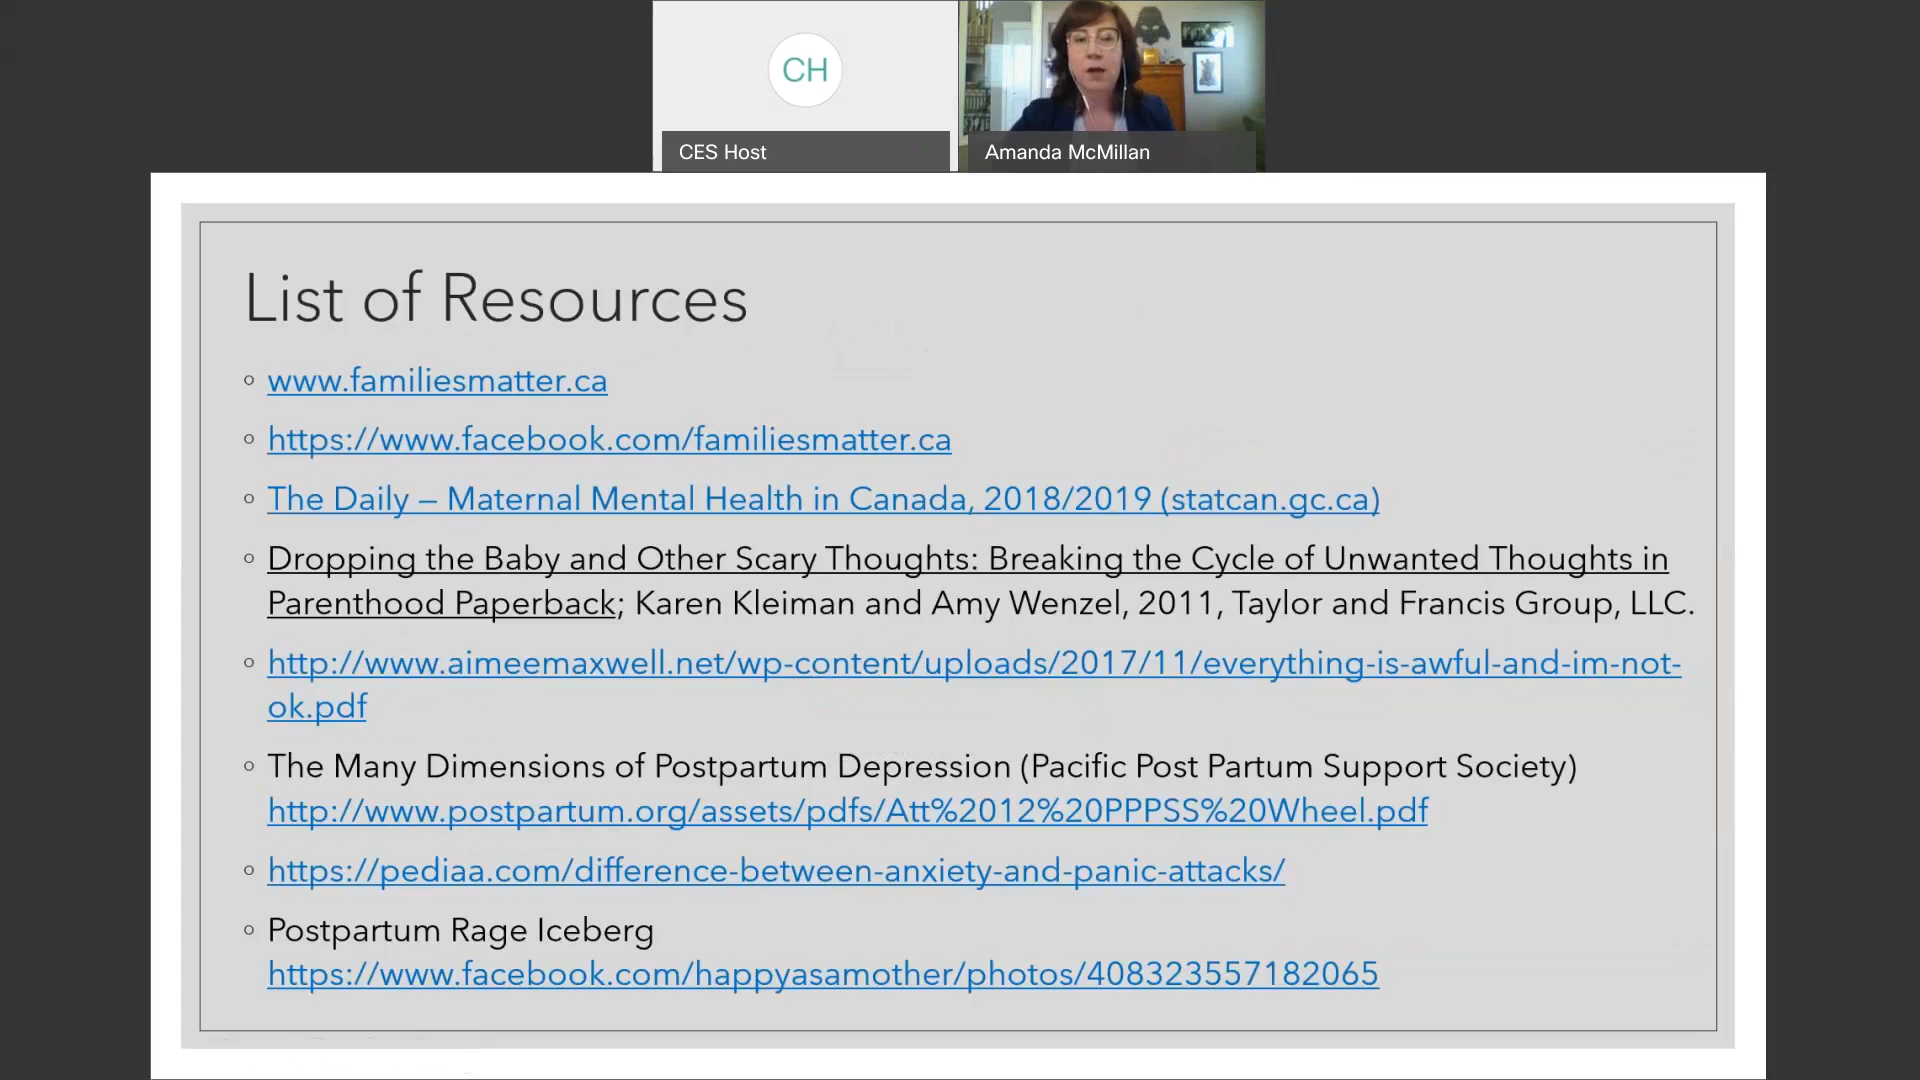 CH
CES Host
Amanda McMillan
List of Resources
www.familiesmatter.ca
https://www.facebook.com/familiesmatter.ca
The Daily – Maternal Mental Health in Canada, 2018/2019 (statcan.gc.ca)
Dropping the Baby and Other Scary Thoughts: Breaking the Cycle of Unwanted Thoughts in
Parenthood Paperback; Karen Kleiman and Amy Wenzel, 2011, Taylor and Francis Group, LLC.
http://www.aimeemaxwell.net/wp-content/uploads/2017/11/everything-is-awful-and-im-not-
ok.pdf
The Many Dimensions of Postpartum Depression (Pacific Post Partum Support Society)
http://www.postpartum.org/assets/pdfs/Att%2012%20PPPSS%20Wheel.pdf
https://pediaa.com/difference-between-anxiety-and-panic-attacks/
Postpartum Rage Iceberg
https://www.facebook.com/happyasamother/photos/408323557182065